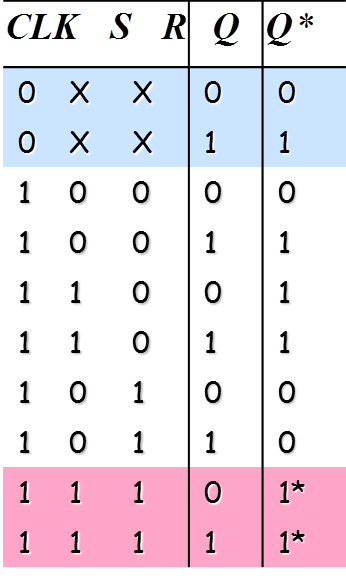 CLK S R Q Q*
0 X X 0 0
0 X X 1 1
1 0 0 0 0
1 0 0 1 1
1 1 0 0 1
1 1 0 1 1
1 0 1 0 0
1 0 1 1 0
1 1 1 0 1*
1 1 1 1 1*